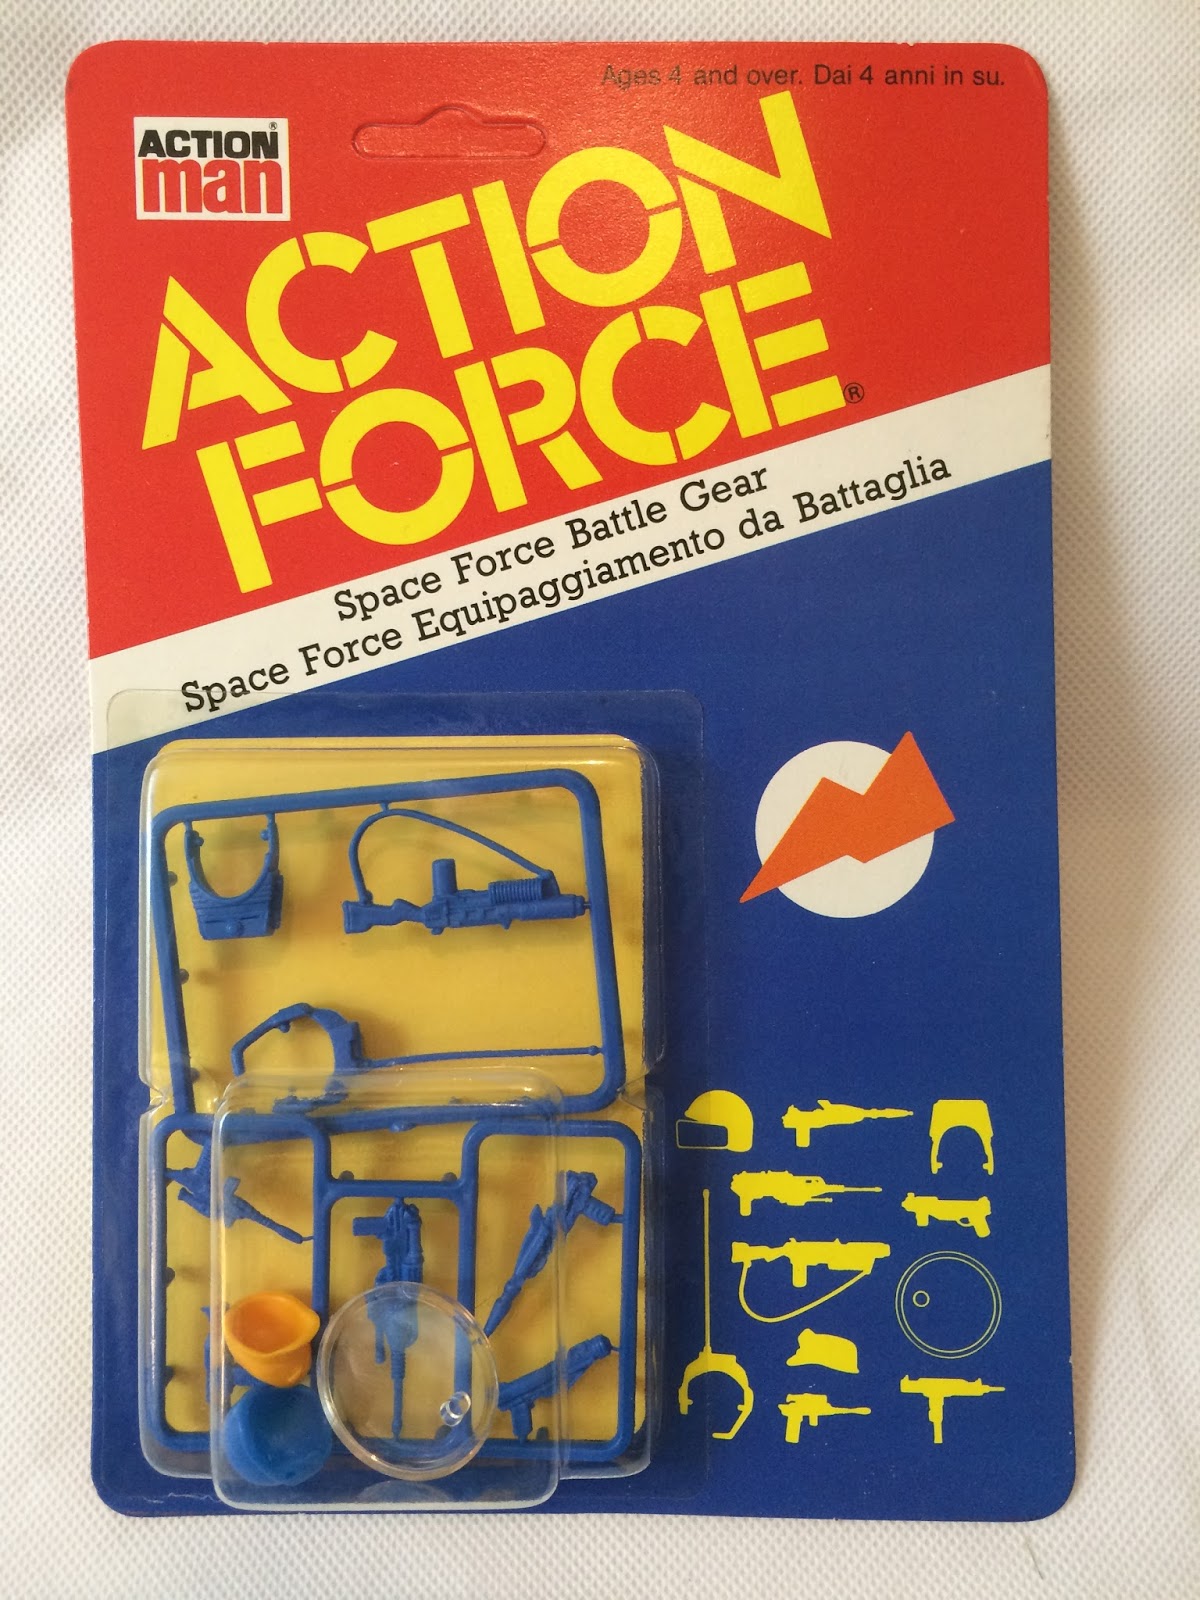 Ages 4 and over. Dai 4 anni in su.
ACTION®
man
ACTION
FORCE®
Space Force Battle Gear
Space Force Equipaggiamento da Battaglia